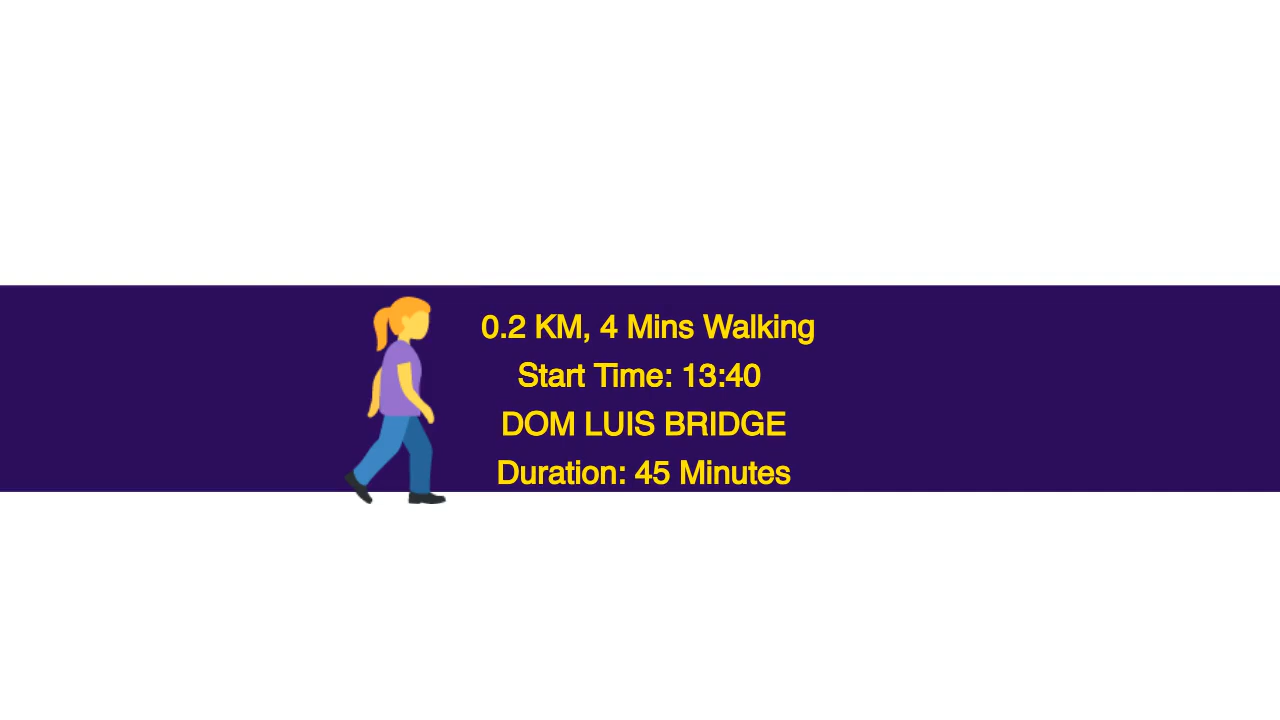 0.2 KM, 4 Mins Walking
Start Time: 13:40
DOM LUIS BRIDGE
Duration: 45 Minutes